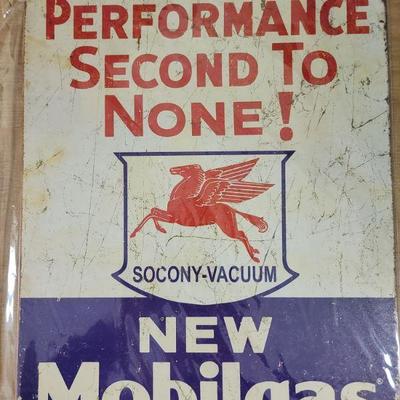 PERFORMANCE
SECOND TO
NONE!
SOCONY-VACUUM
NEW
Mobilgas